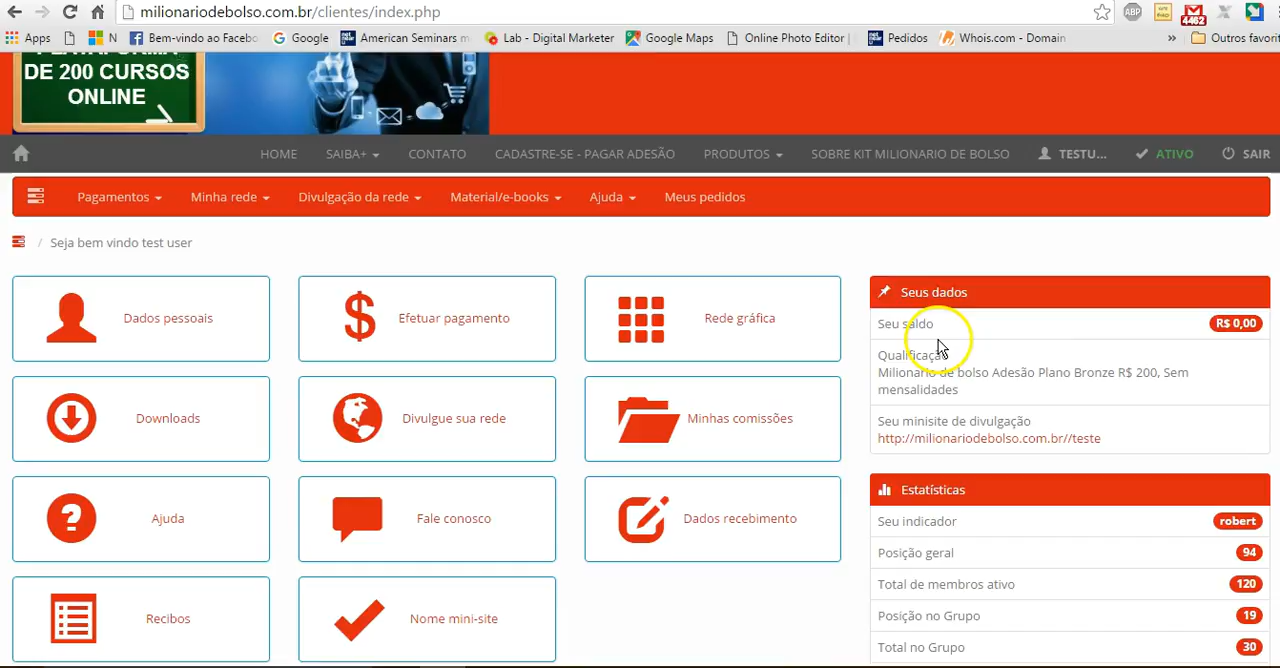 milionariodebolso.com.br/clientes/index.php
ABP
4462
Apps
N
Bem-vindo ao Facebo
Google
American Seminars m
Lab - Digital Marketer
Google Maps
Online Photo Editor |
Pedidos
Whois.com - Domain
»
Outros favorit
DE 200 CURSOS
ONLINE
HOME
SAIBA+
CONTATO
CADASTRE-SE - PAGAR ADESÃO
PRODUTOS
SOBRE KIT MILIONARIO DE BOLSO
TESTU...
ATIVO
SAIR
Pagamentos
Minha rede
Divulgação da rede
Material/e-books
Ajuda
Meus pedidos
/ Seja bem vindo test user
Dados pessoais
Efetuar pagamento
Rede gráfica
Downloads
Divulgue sua rede
Minhas comissões
Ajuda
Fale conosco
Dados recebimento
Recibos
Nome mini-site
Seus dados
Seu saldo
R$ 0,00
Qualificação
Milionario de bolso Adesão Plano Bronze R$ 200, Sem
mensalidades
Seu minisite de divulgação
http://milionariodebolso.com.br//teste
Estatísticas
Seu indicador
robert
Posição geral
94
Total de membros ativo
120
Posição no Grupo
19
Total no Grupo
30